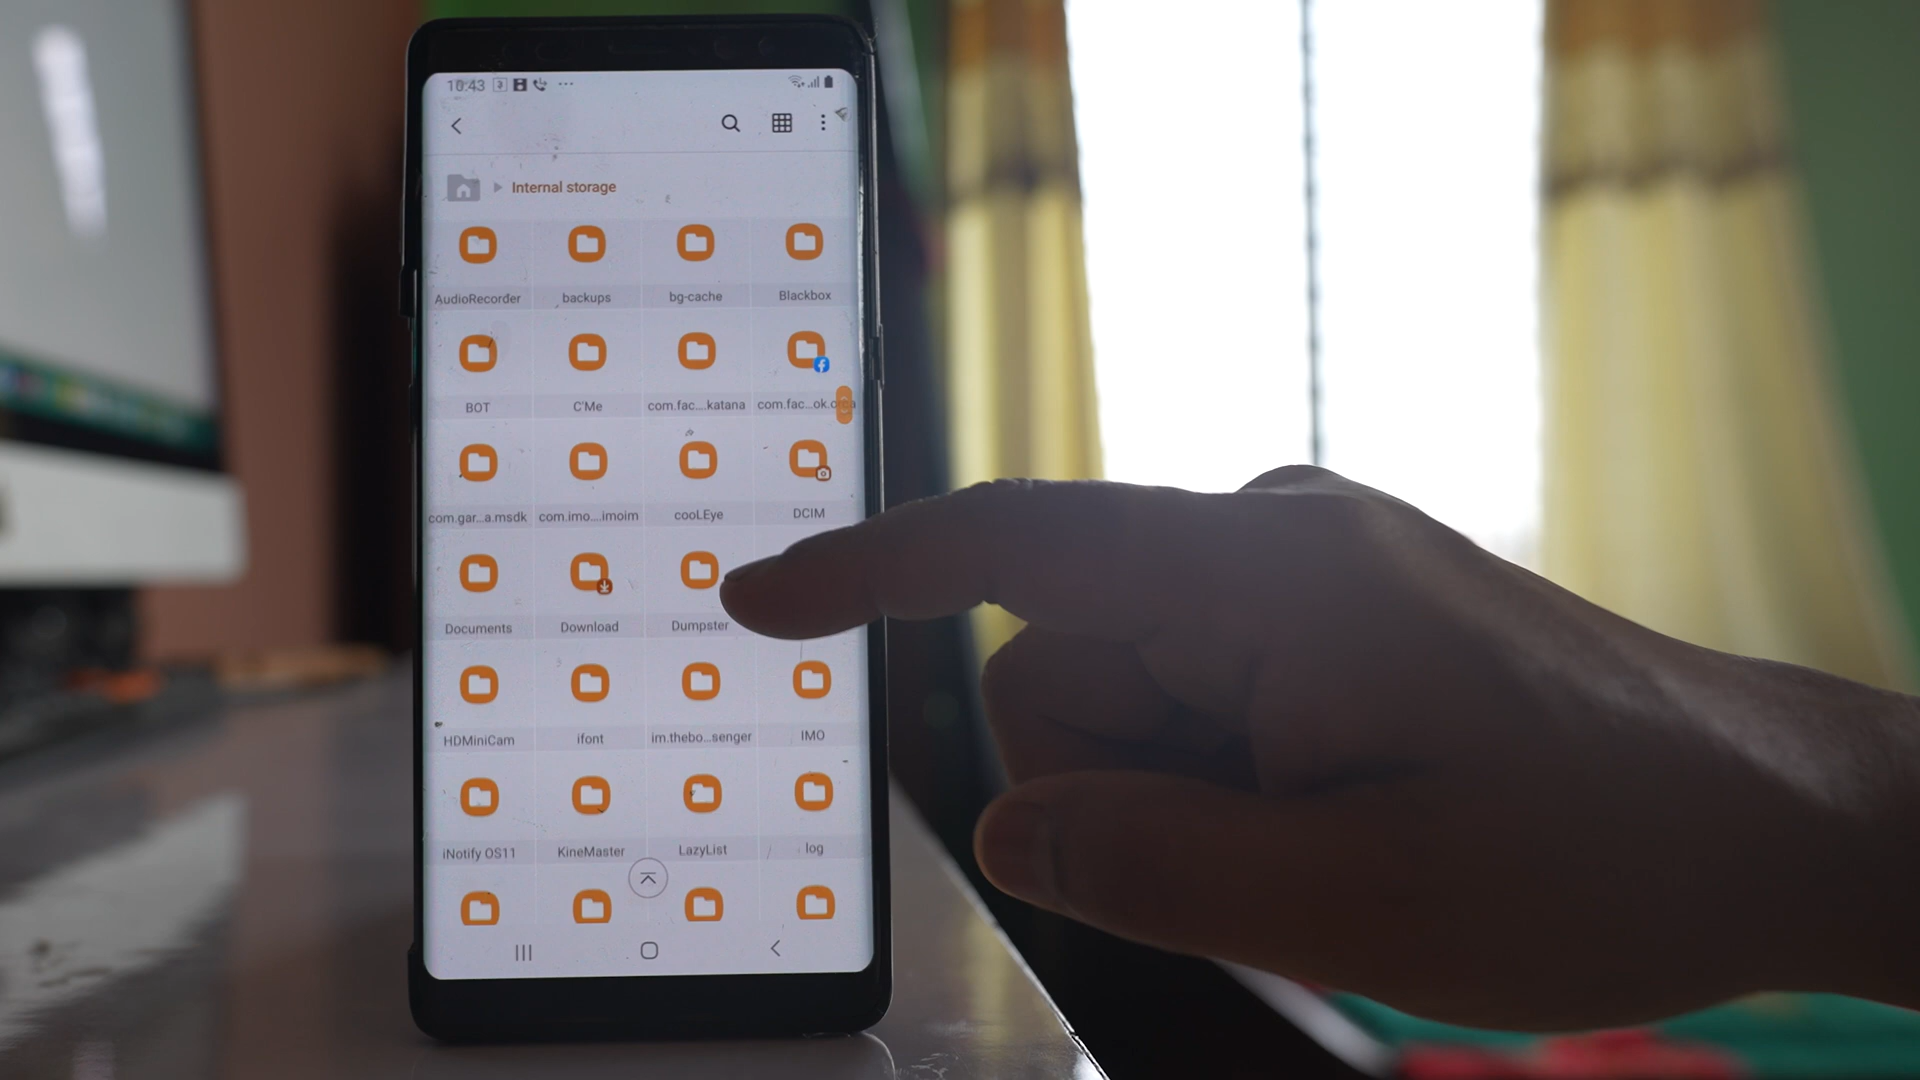 10:43
Internal storage
AudioRecorder backups bg-cache Blackbox
BOT C'Me com.fac....katana com.fac...ok.orca
com.gar...a.msdk com.imo....imoim cooLEye DCIM
Documents Download Dumpster
HDMiniCam ifont im.thebo...senger IMO
iNotify OS11 KineMaster LazyList log